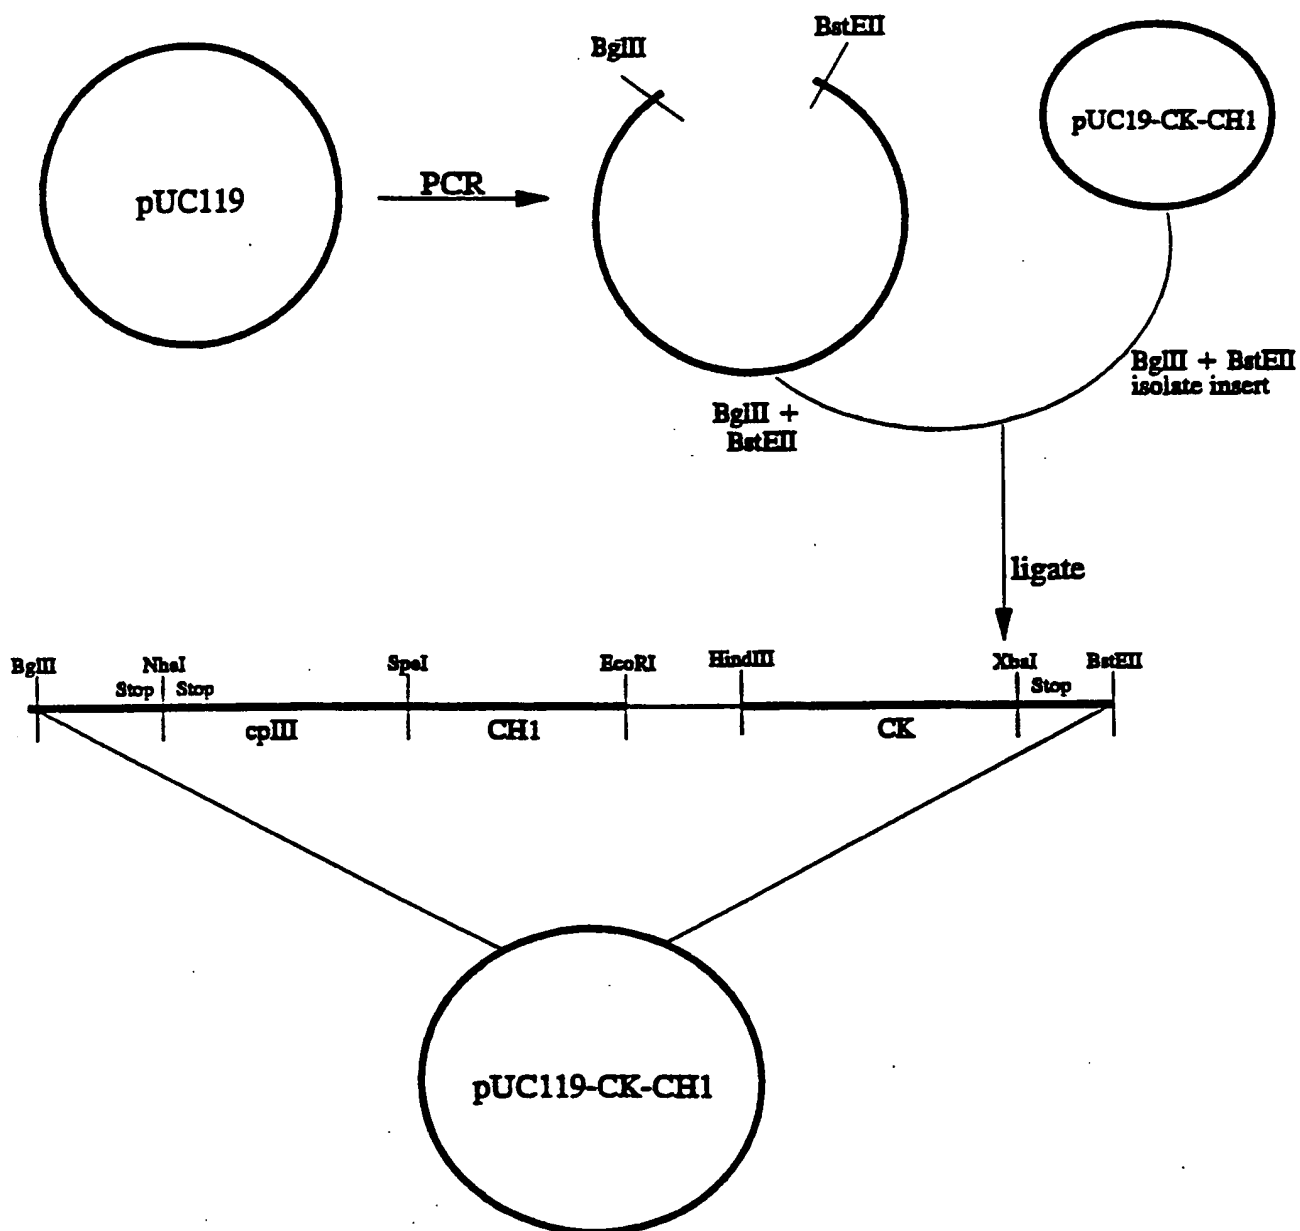 BglII
BstEII
pUC119
PCR
pUC19-CK-CH1
BglII + BstEII
isolate insert
BglII +
BstEII
ligate
BglII
NheI
SpeI
EcoRI
HindIII
XbaI
BstEII
Stop
Stop
Stop
cpIII
CH1
CK
pUC119-CK-CH1